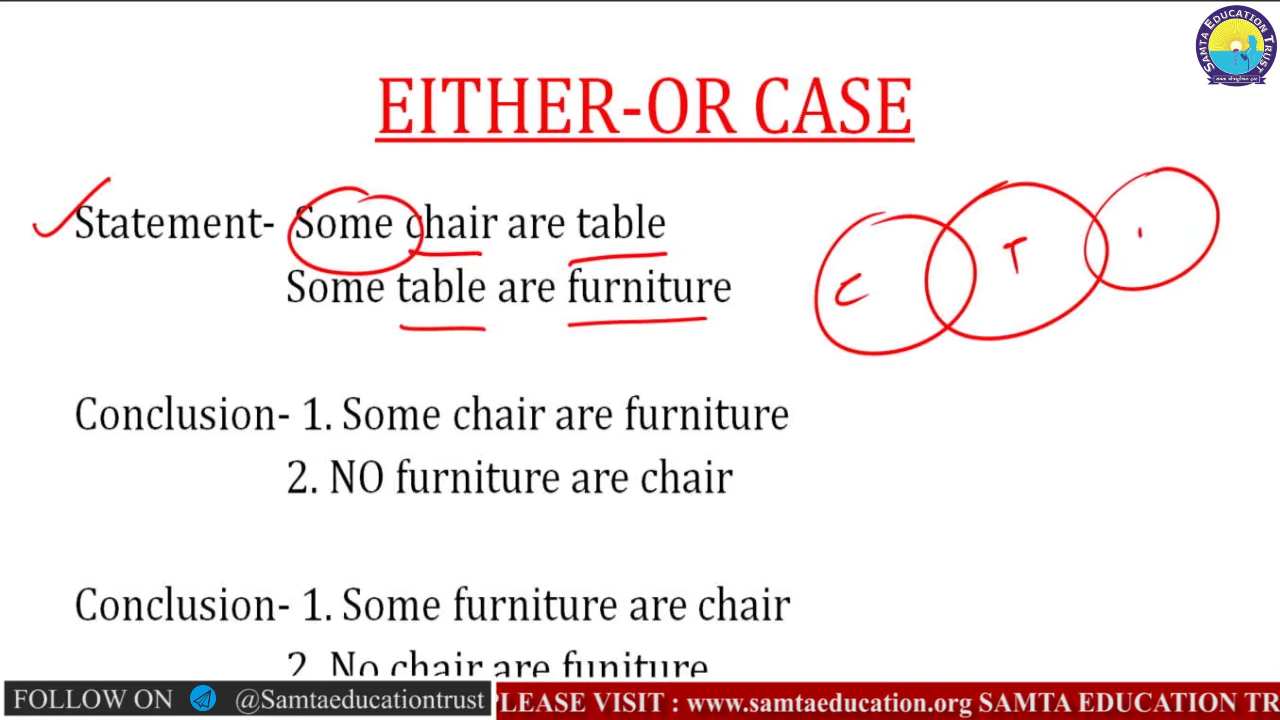 SAMTA EDUCATION TRUST
EITHER-OR CASE
Statement- Some chair are table
Some table are furniture
C
T
Conclusion- 1. Some chair are furniture
2. NO furniture are chair
Conclusion- 1. Some furniture are chair
2. No chair are funiture
FOLLOW ON @Samtaeducationtrust
PLEASE VISIT : www.samtaeducation.org SAMTA EDUCATION TR